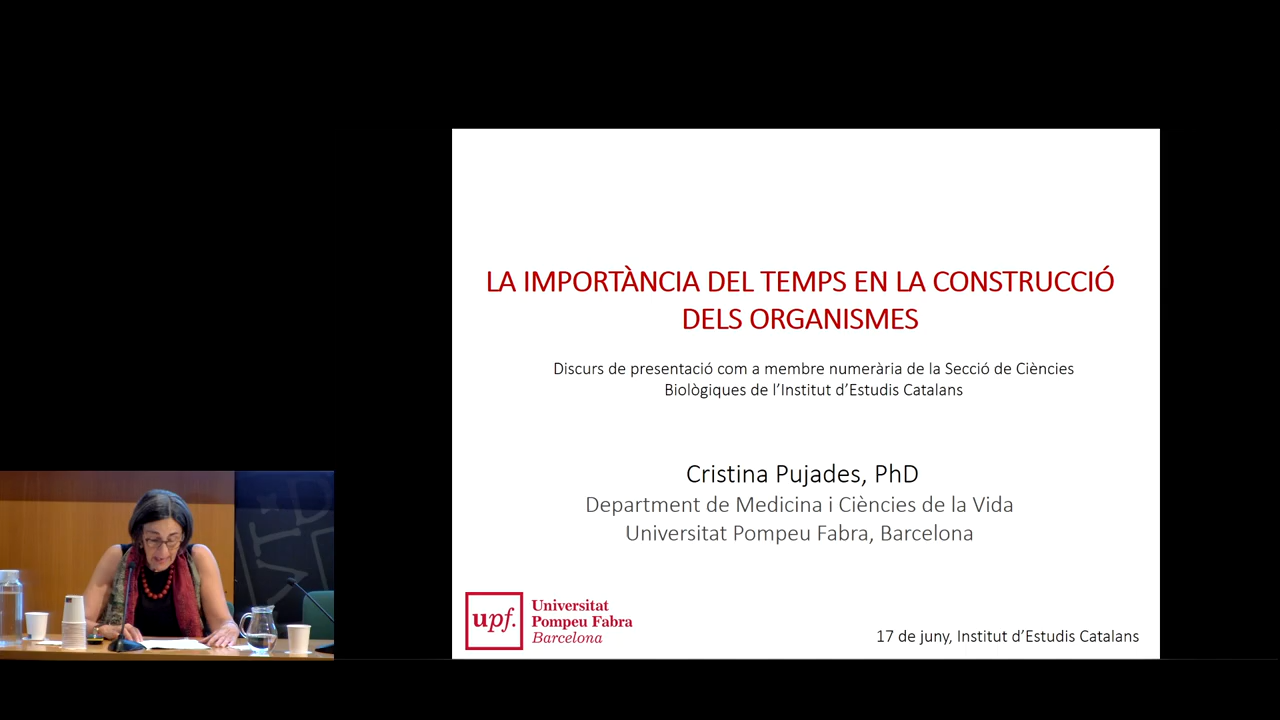 LA IMPORTÀNCIA DEL TEMPS EN LA CONSTRUCCIÓ
DELS ORGANISMES
Discurs de presentació com a membre numerària de la Secció de Ciències
Biològiques de l'Institut d'Estudis Catalans
Cristina Pujades, PhD
Department de Medicina i Ciències de la Vida
Universitat Pompeu Fabra, Barcelona
upf.
Universitat
Pompeu Fabra
Barcelona
17 de juny, Institut d'Estudis Catalans